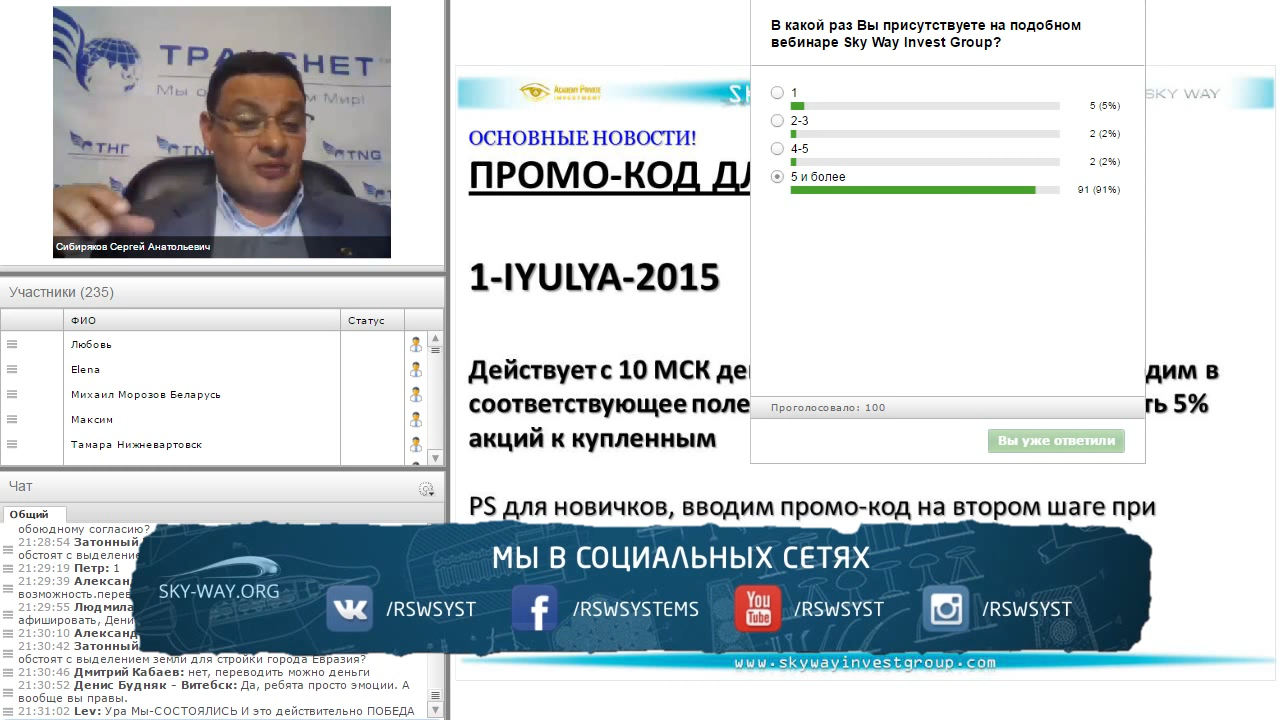 ТРАНСНЕТ
Мы
Мир!
ТНГ
TNG
Сибиряков Сергей Анатольевич
Участники (235)
ФИО
Статус
Любовь
Elena
Михаил Морозов Беларусь
Максим
Тамара Нижневартовск
Чат
Общий
обоюдному согласию?
21:28:54 Затонный
обстоят с выделением
21:29:19 Петр: 1
21:29:39 Александ
возможность.перев
21:29:55 Людмила
афишировать, Дени
21:30:10 Александ
21:30:42 Затонный
обстоят с выделением земли для стройки города Евразия?
21:30:46 Дмитрий Кабаев: нет, переводить можно деньги
21:30:52 Денис Будняк - Витебск: Да, ребята просто эмоции. А
вообще вы правы.
21:31:02 Lev: Ура Мы-СОСТОЯЛИСЬ И это действительно ПОБЕДА
ACADEMY PRIVATE
INVESTMENT
SK
SKY WAY
ОСНОВНЫЕ НОВОСТИ!
ПРОМО-КОД ДЛ
1-IYULYA-2015
Действует с 10 МСК де
дим в
соответствующее поле
ть 5%
акций к купленным
PS для новичков, вводим промо-код на втором шаге при
В какой раз Вы присутствуете на подобном
вебинаре Sky Way Invest Group?
1
5 (5%)
2-3
2 (2%)
4-5
2 (2%)
5 и более
91 (91%)
Проголосовало: 100
Вы уже ответили
SKY-WAY.ORG
МЫ В СОЦИАЛЬНЫХ СЕТЯХ
/RSWSYST
/RSWSYSTEMS
You Tube
/RSWSYST
/RSWSYST
www.skywayinvestgroup.com